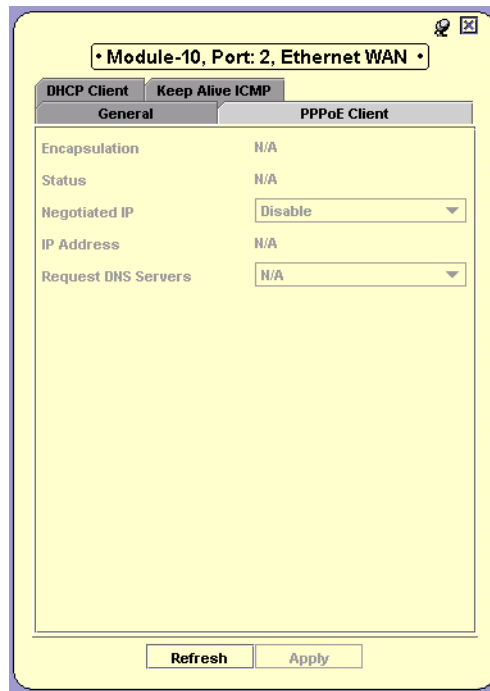 • Module-10, Port: 2, Ethernet WAN •
DHCP Client Keep Alive ICMP
General PPPoE Client
Encapsulation N/A
Status N/A
Negotiated IP Disable
IP Address N/A
Request DNS Servers N/A
Refresh Apply